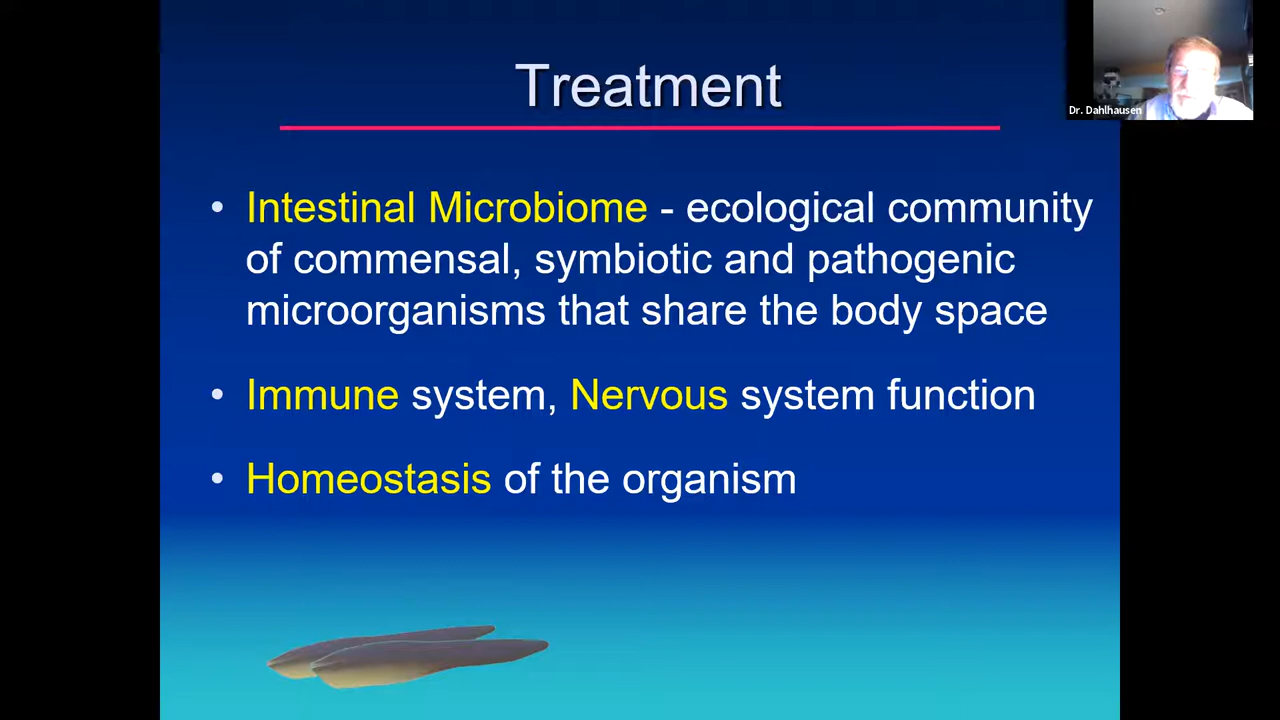 Treatment
Dr. Dahlhausen
• Intestinal Microbiome - ecological community
of commensal, symbiotic and pathogenic
microorganisms that share the body space
• Immune system, Nervous system function
• Homeostasis of the organism